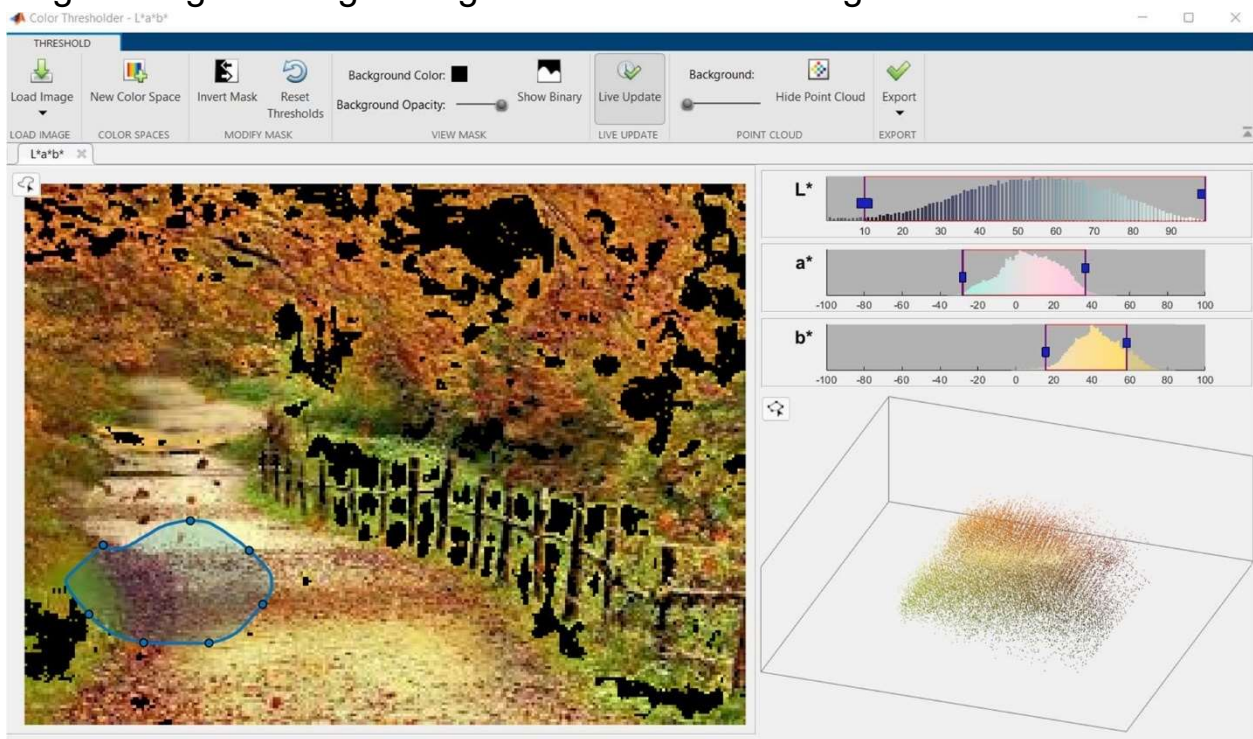 Color Thresholder - L*a*b*
THRESHOLD
Load Image
New Color Space
Invert Mask
Reset
Thresholds
Background Color:
Background Opacity:
Show Binary
Live Update
Background:
Hide Point Cloud
Export
LOAD IMAGE
COLOR SPACES
MODIFY MASK
VIEW MASK
LIVE UPDATE
POINT CLOUD
EXPORT
L*a*b*
L*
10 20 30 40 50 60 70 80 90
a*
-100 -80 -60 -40 -20 0 20 40 60 80 100
b*
-100 -80 -60 -40 -20 0 20 40 60 80 100